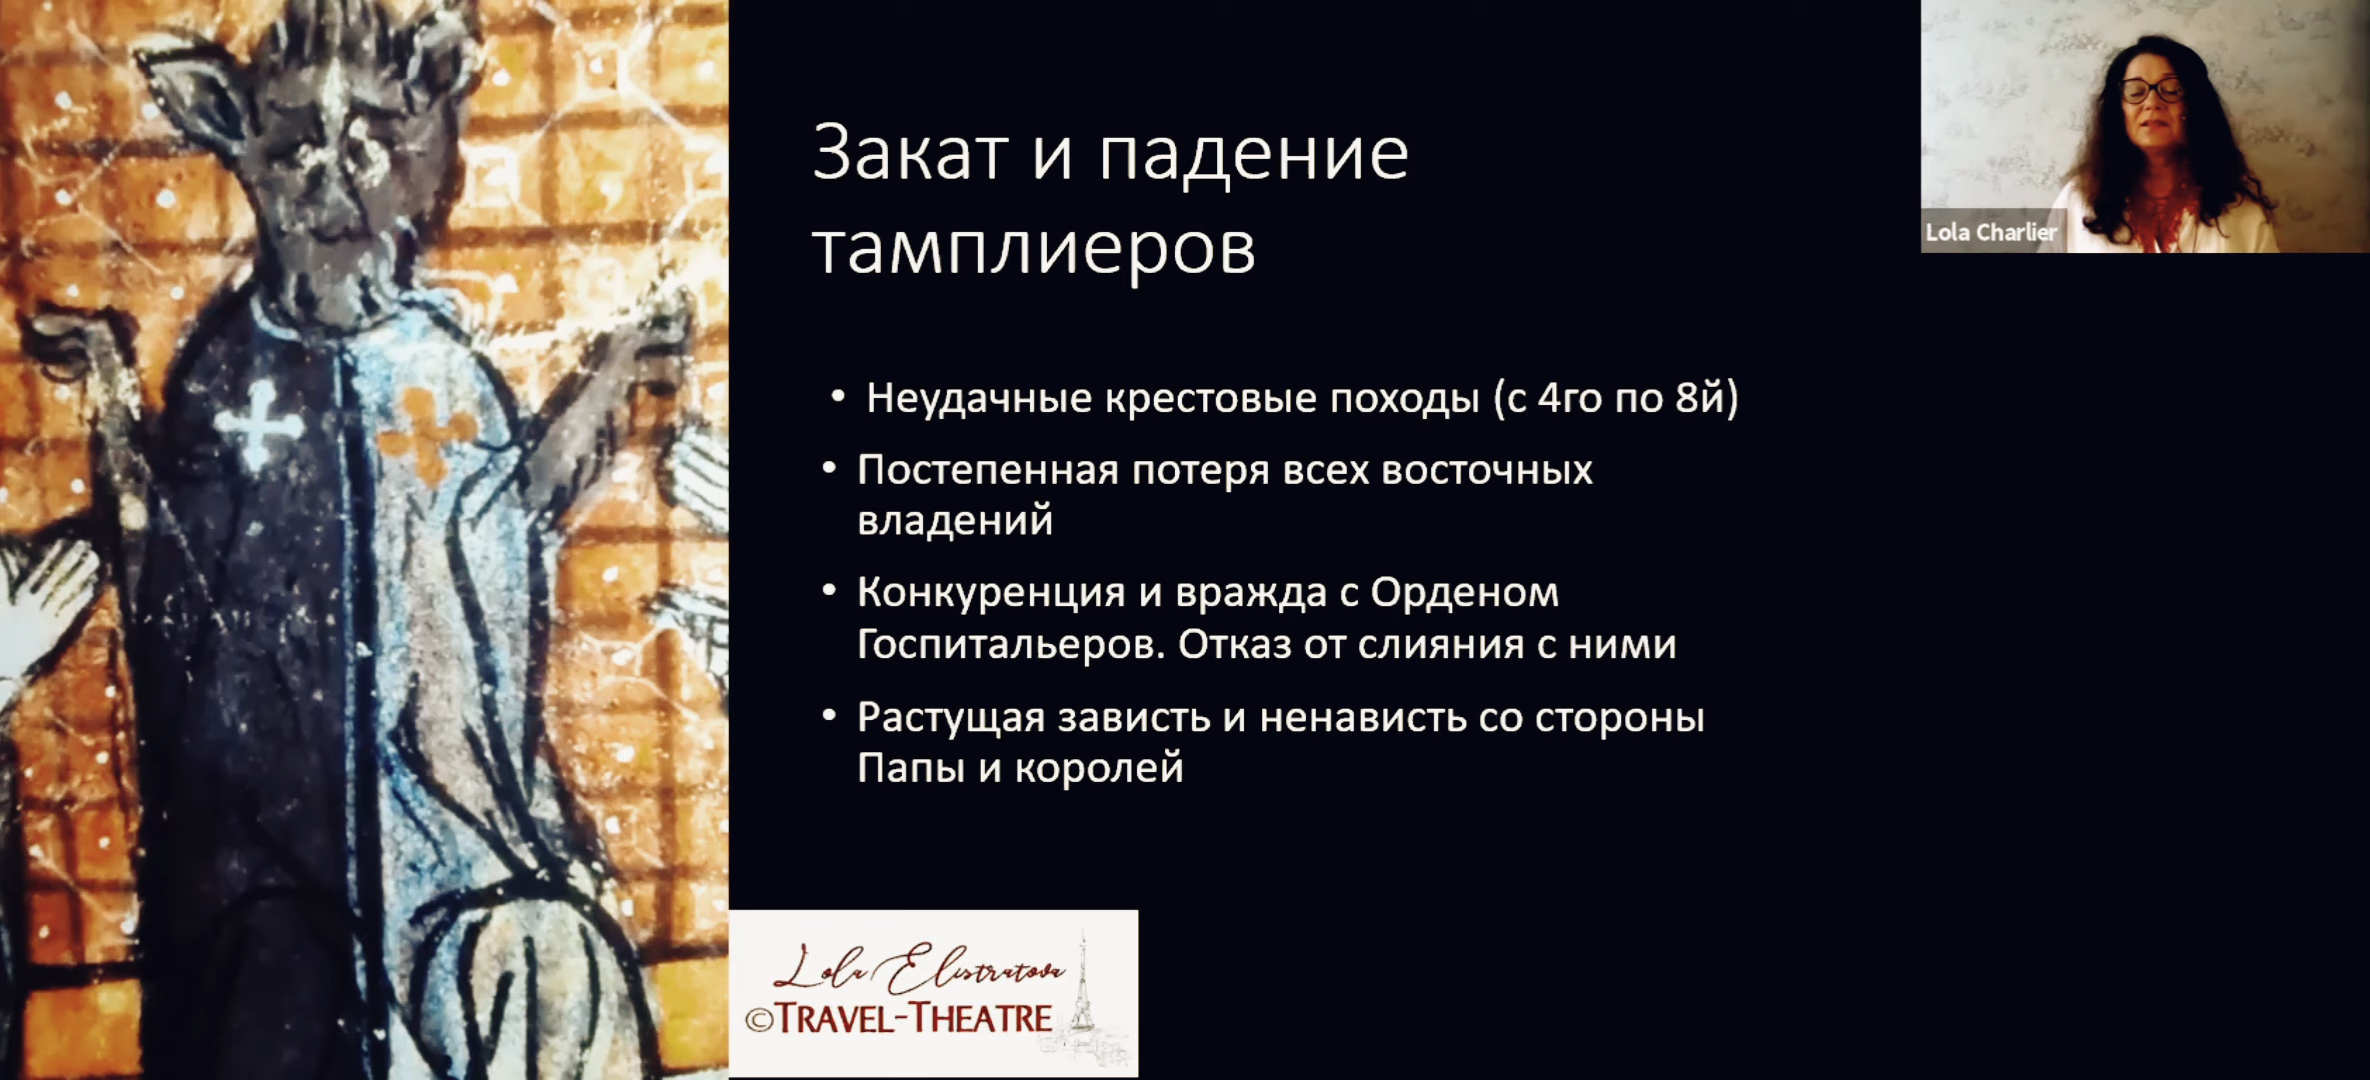 Закат и падение
тамплиеров
Lola Charlier
• Неудачные крестовые походы (с 4го по 8й)
• Постепенная потеря всех восточных
владений
• Конкуренция и вражда с Орденом
Госпитальеров. Отказ от слияния с ними
• Растущая зависть и ненависть со стороны
Папы и королей
Lola Elistratova
©TRAVEL-THEATRE